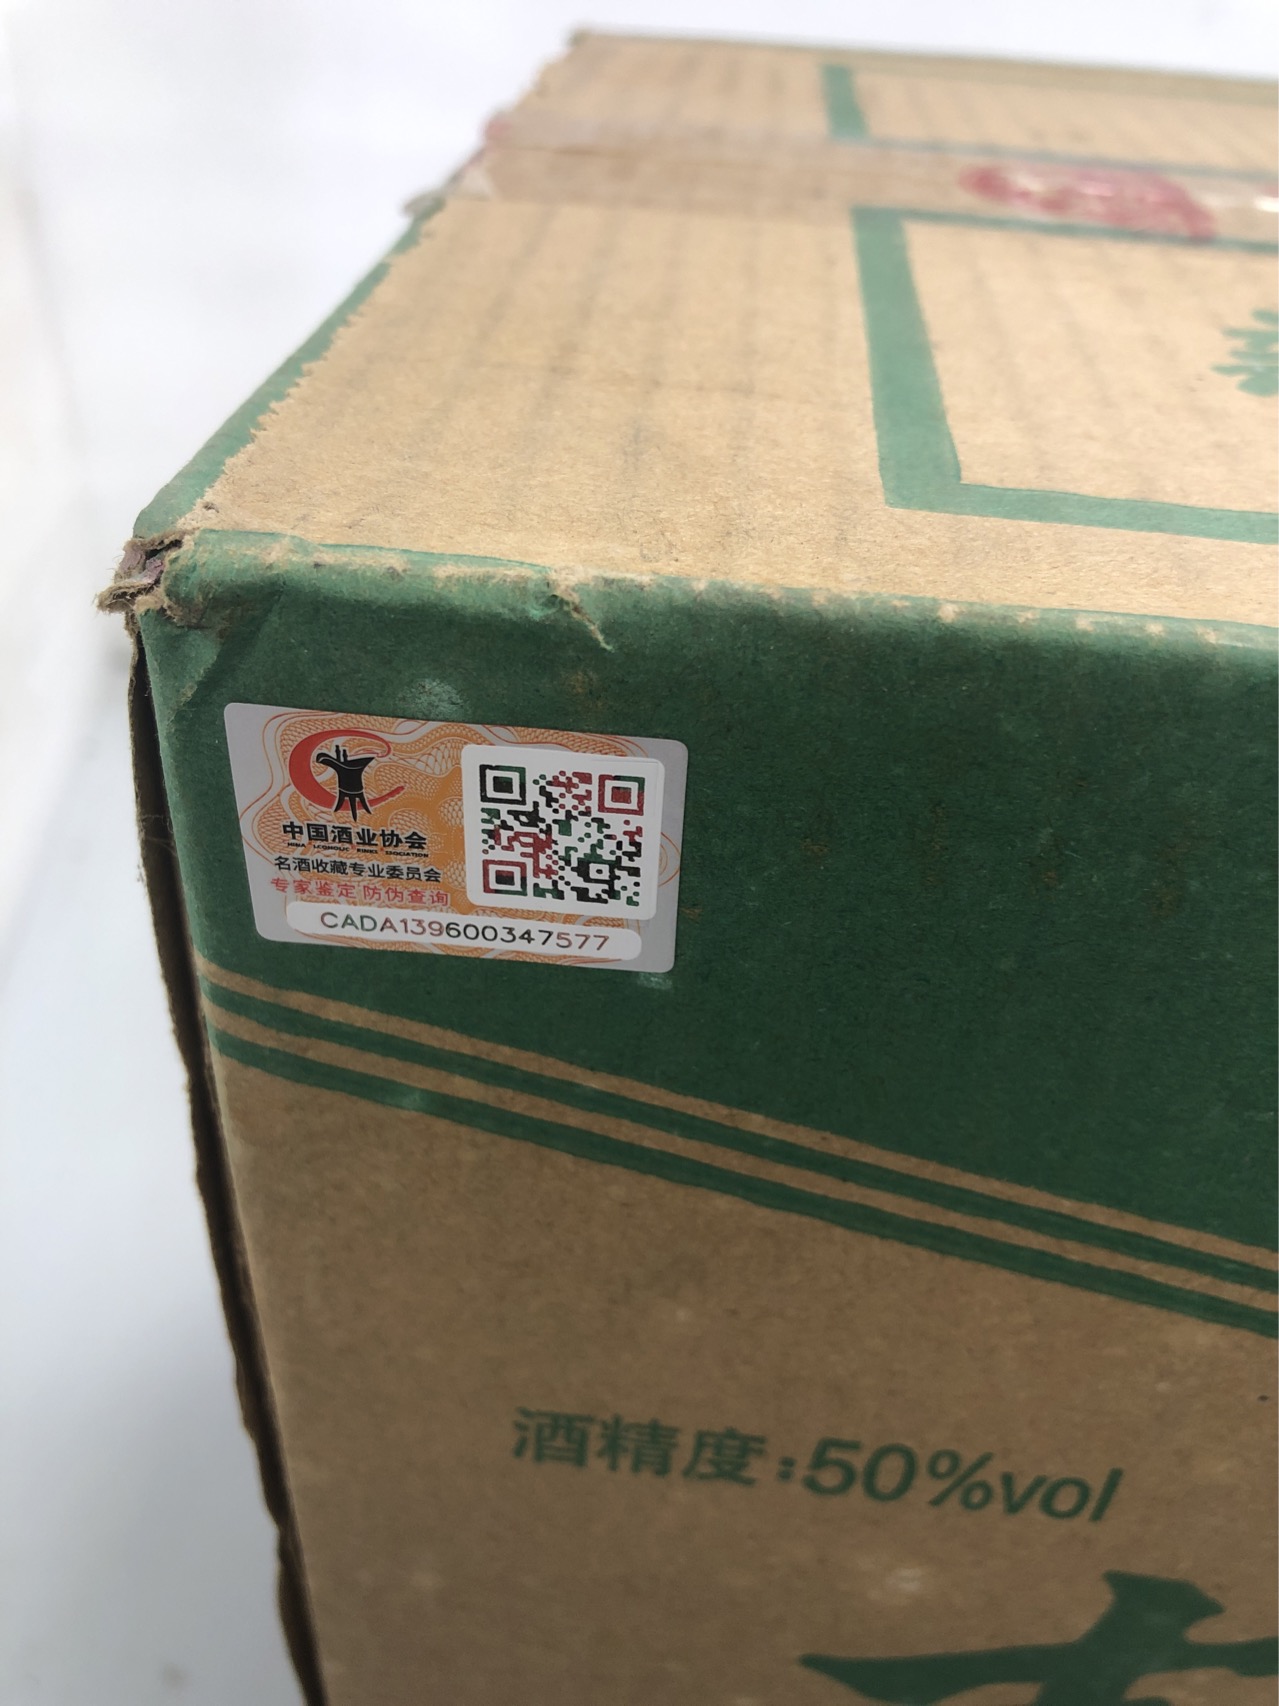 中国酒业协会
名酒收藏专业委员会
专家鉴定 防伪查询
CADA139600347577
酒精度:50%vol